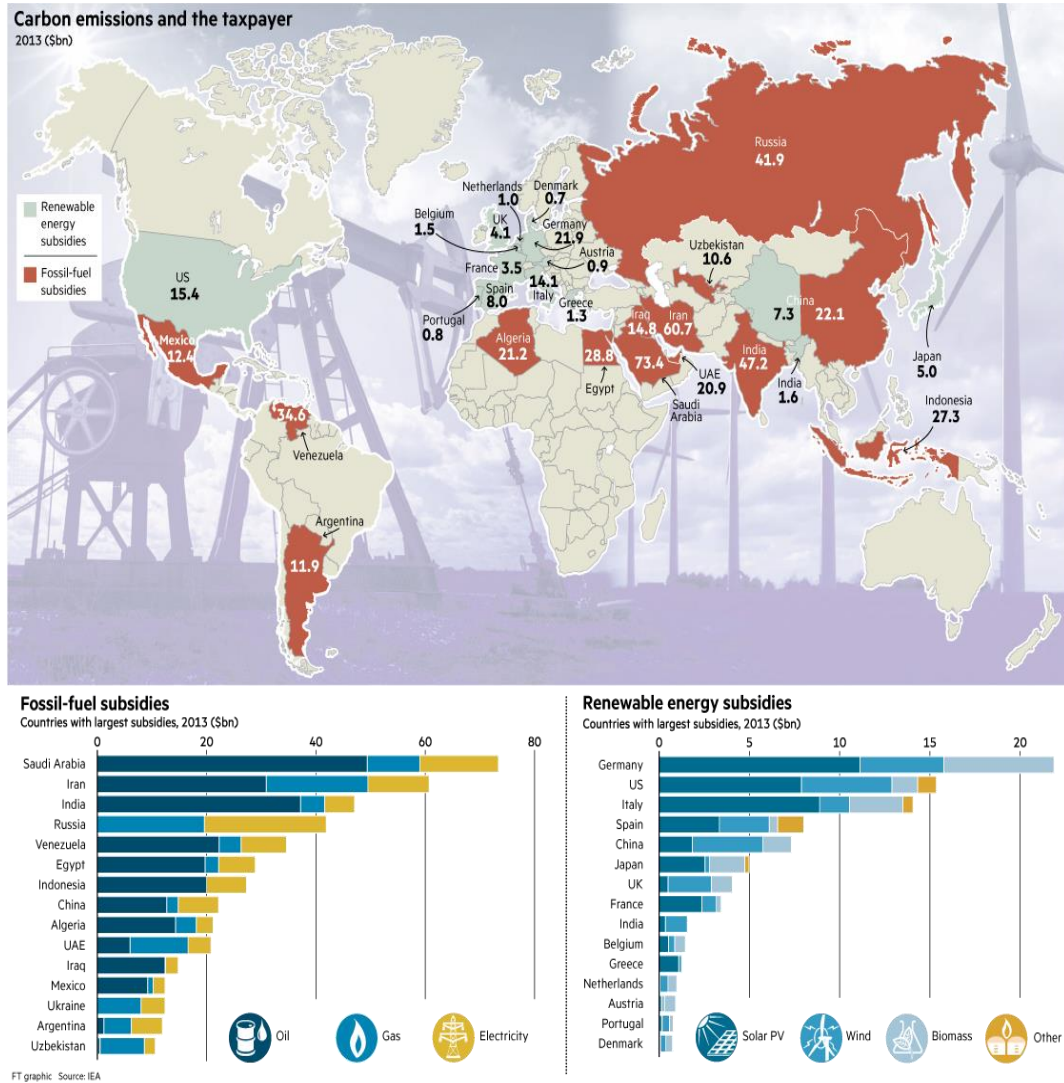 Carbon emissions and the taxpayer
2013 ($bn)
Renewable
energy
subsidies
Fossil-fuel
subsidies
US
15.4
Mexico
12.4
34.6
Venezuela
Argentina
11.9
Netherlands
1.0
Denmark
0.7
Belgium
1.5
UK
4.1
Germany
21.9
Austria
0.9
France 3.5
14.1
Italy
Spain
8.0
Greece
1.3
Portugal
0.8
Algeria
21.2
28.8
Egypt
Iraq
14.8
Iran
60.7
73.4
Saudi
Arabia
UAE
20.9
Uzbekistan
10.6
Russia
41.9
China
7.3
22.1
India
47.2
India
1.6
Japan
5.0
Indonesia
27.3
Fossil-fuel subsidies
Countries with largest subsidies, 2013 ($bn)
0 20 40 60 80
Saudi Arabia
Iran
India
Russia
Venezuela
Egypt
Indonesia
China
Algeria
UAE
Iraq
Mexico
Ukraine
Argentina
Uzbekistan
Oil
Gas
Electricity
Renewable energy subsidies
Countries with largest subsidies, 2013 ($bn)
0 5 10 15 20
Germany
US
Italy
Spain
China
Japan
UK
France
India
Belgium
Greece
Netherlands
Austria
Portugal
Denmark
Solar PV
Wind
Biomass
Other
FT graphic Source: IEA